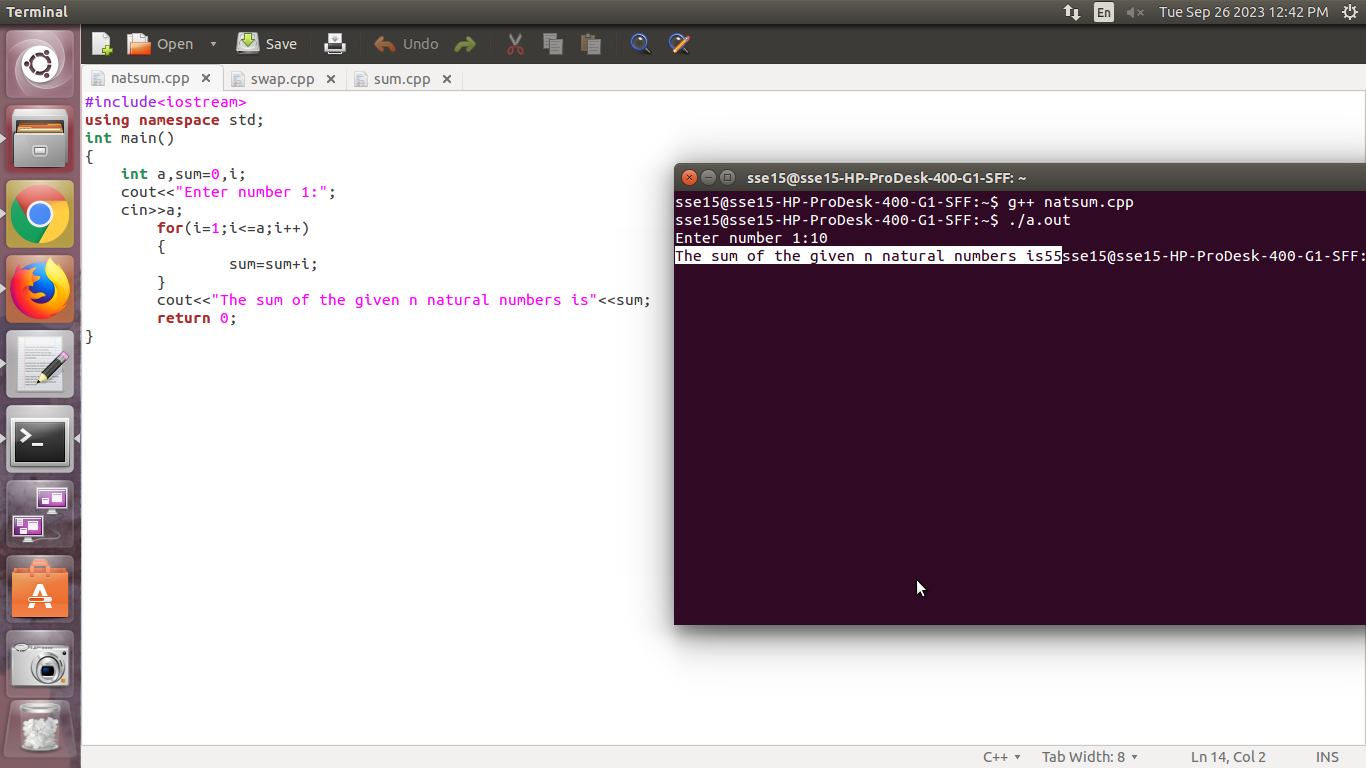 Terminal
En
Tue Sep 26 2023 12:42 PM
Open
Save
Undo
natsum.cpp
swap.cpp
sum.cpp
#include<iostream>
using namespace std;
int main()
{
    int a,sum=0,i;
    cout<<"Enter number 1:";
    cin>>a;
        for(i=1;i<=a;i++)
        {
                sum=sum+i;
        }
        cout<<"The sum of the given n natural numbers is"<<sum;
        return 0;
}
sse15@sse15-HP-ProDesk-400-G1-SFF: ~
sse15@sse15-HP-ProDesk-400-G1-SFF:~$ g++ natsum.cpp
sse15@sse15-HP-ProDesk-400-G1-SFF:~$ ./a.out
Enter number 1:10
The sum of the given n natural numbers is55sse15@sse15-HP-ProDesk-400-G1-SFF:
C++
Tab Width: 8
Ln 14, Col 2
INS